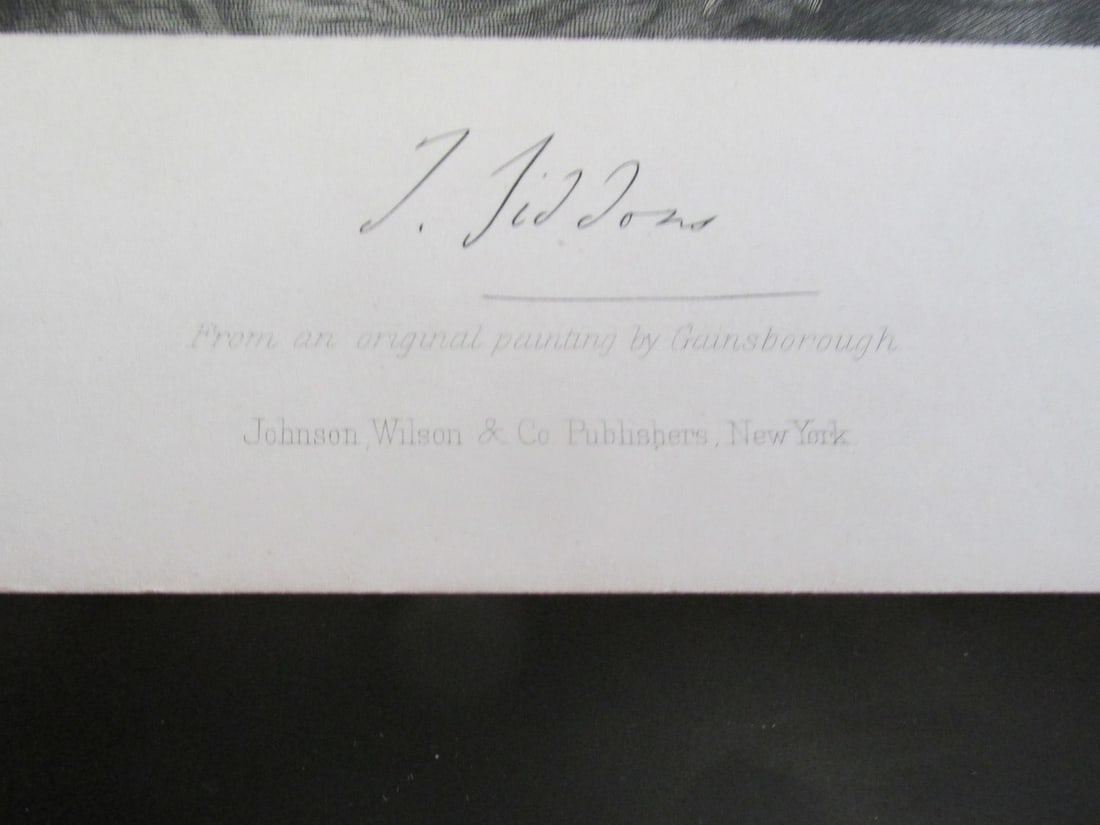 S. Siddons
From an original painting by Gainsborough.
Johnson, Wilson & Co. Publishers, New York